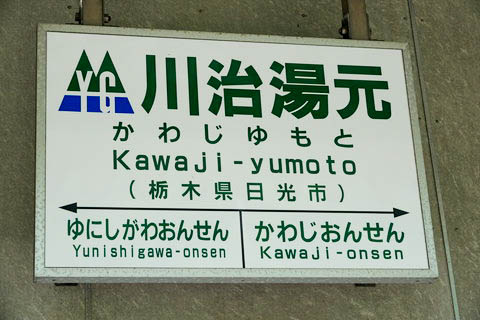 YG 川治湯元
かわじゆもと
Kawaji-yumoto
(栃木県日光市)
ゆにしがわおんせん かわじおんせん
Yunishigawa-onsen Kawaji-onsen